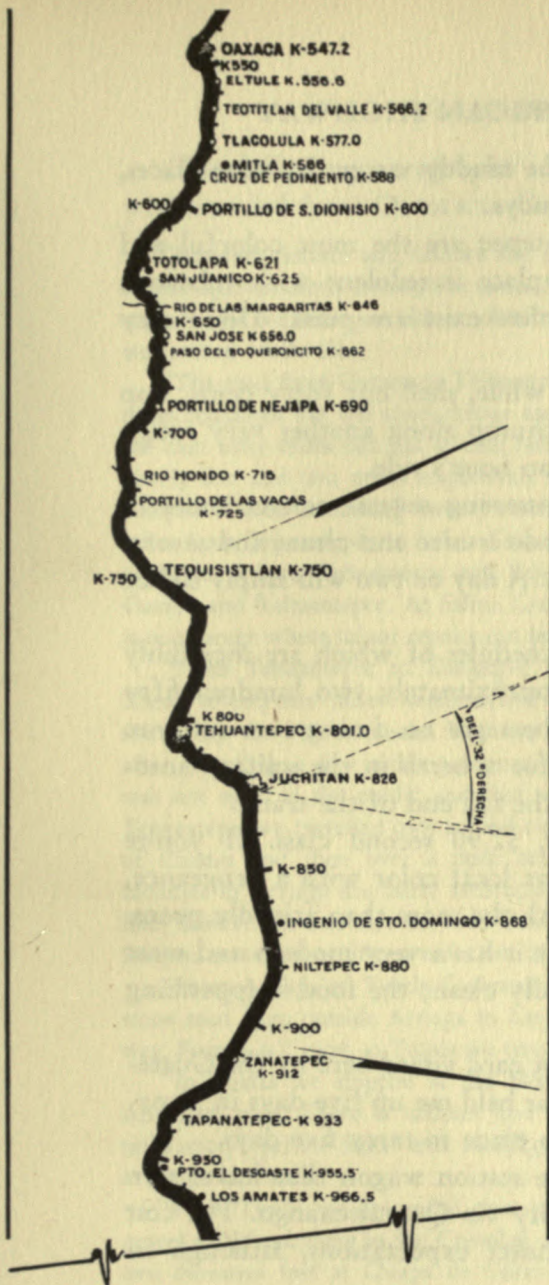 OAXACA K-547.2
K550
EL TULE K.556.6
TEOTITLAN DEL VALLE K-566.2
TLACOLULA K-577.0
MITLA K-586
CRUZ DE PEDIMENTO K-588
K-600
PORTILLO DE S. DIONISIO K-600
TOTOLAPA K-621
SAN JUANICO K-625
RIO DE LAS MARGARITAS K-646
K-650
SAN JOSE K 656.0
PASO DEL BOQUERONCITO K-662
PORTILLO DE NEJAPA K-690
K-700
RIO HONDO K-715
PORTILLO DE LAS VACAS
K-725
K-750
TEQUISISTLAN K-750
K-800
TEHUANTEPEC K-801.0
DEFL-32° DERECHA
JUCHITAN K-828
K-850
INGENIO DE STO. DOMINGO K-868
NILTEPEC K-880
K-900
ZANATEPEC
K-912
TAPANATEPEC-K 933
K-950
PTO. EL DESGASTE K-955.5
LOS AMATES K-966.5